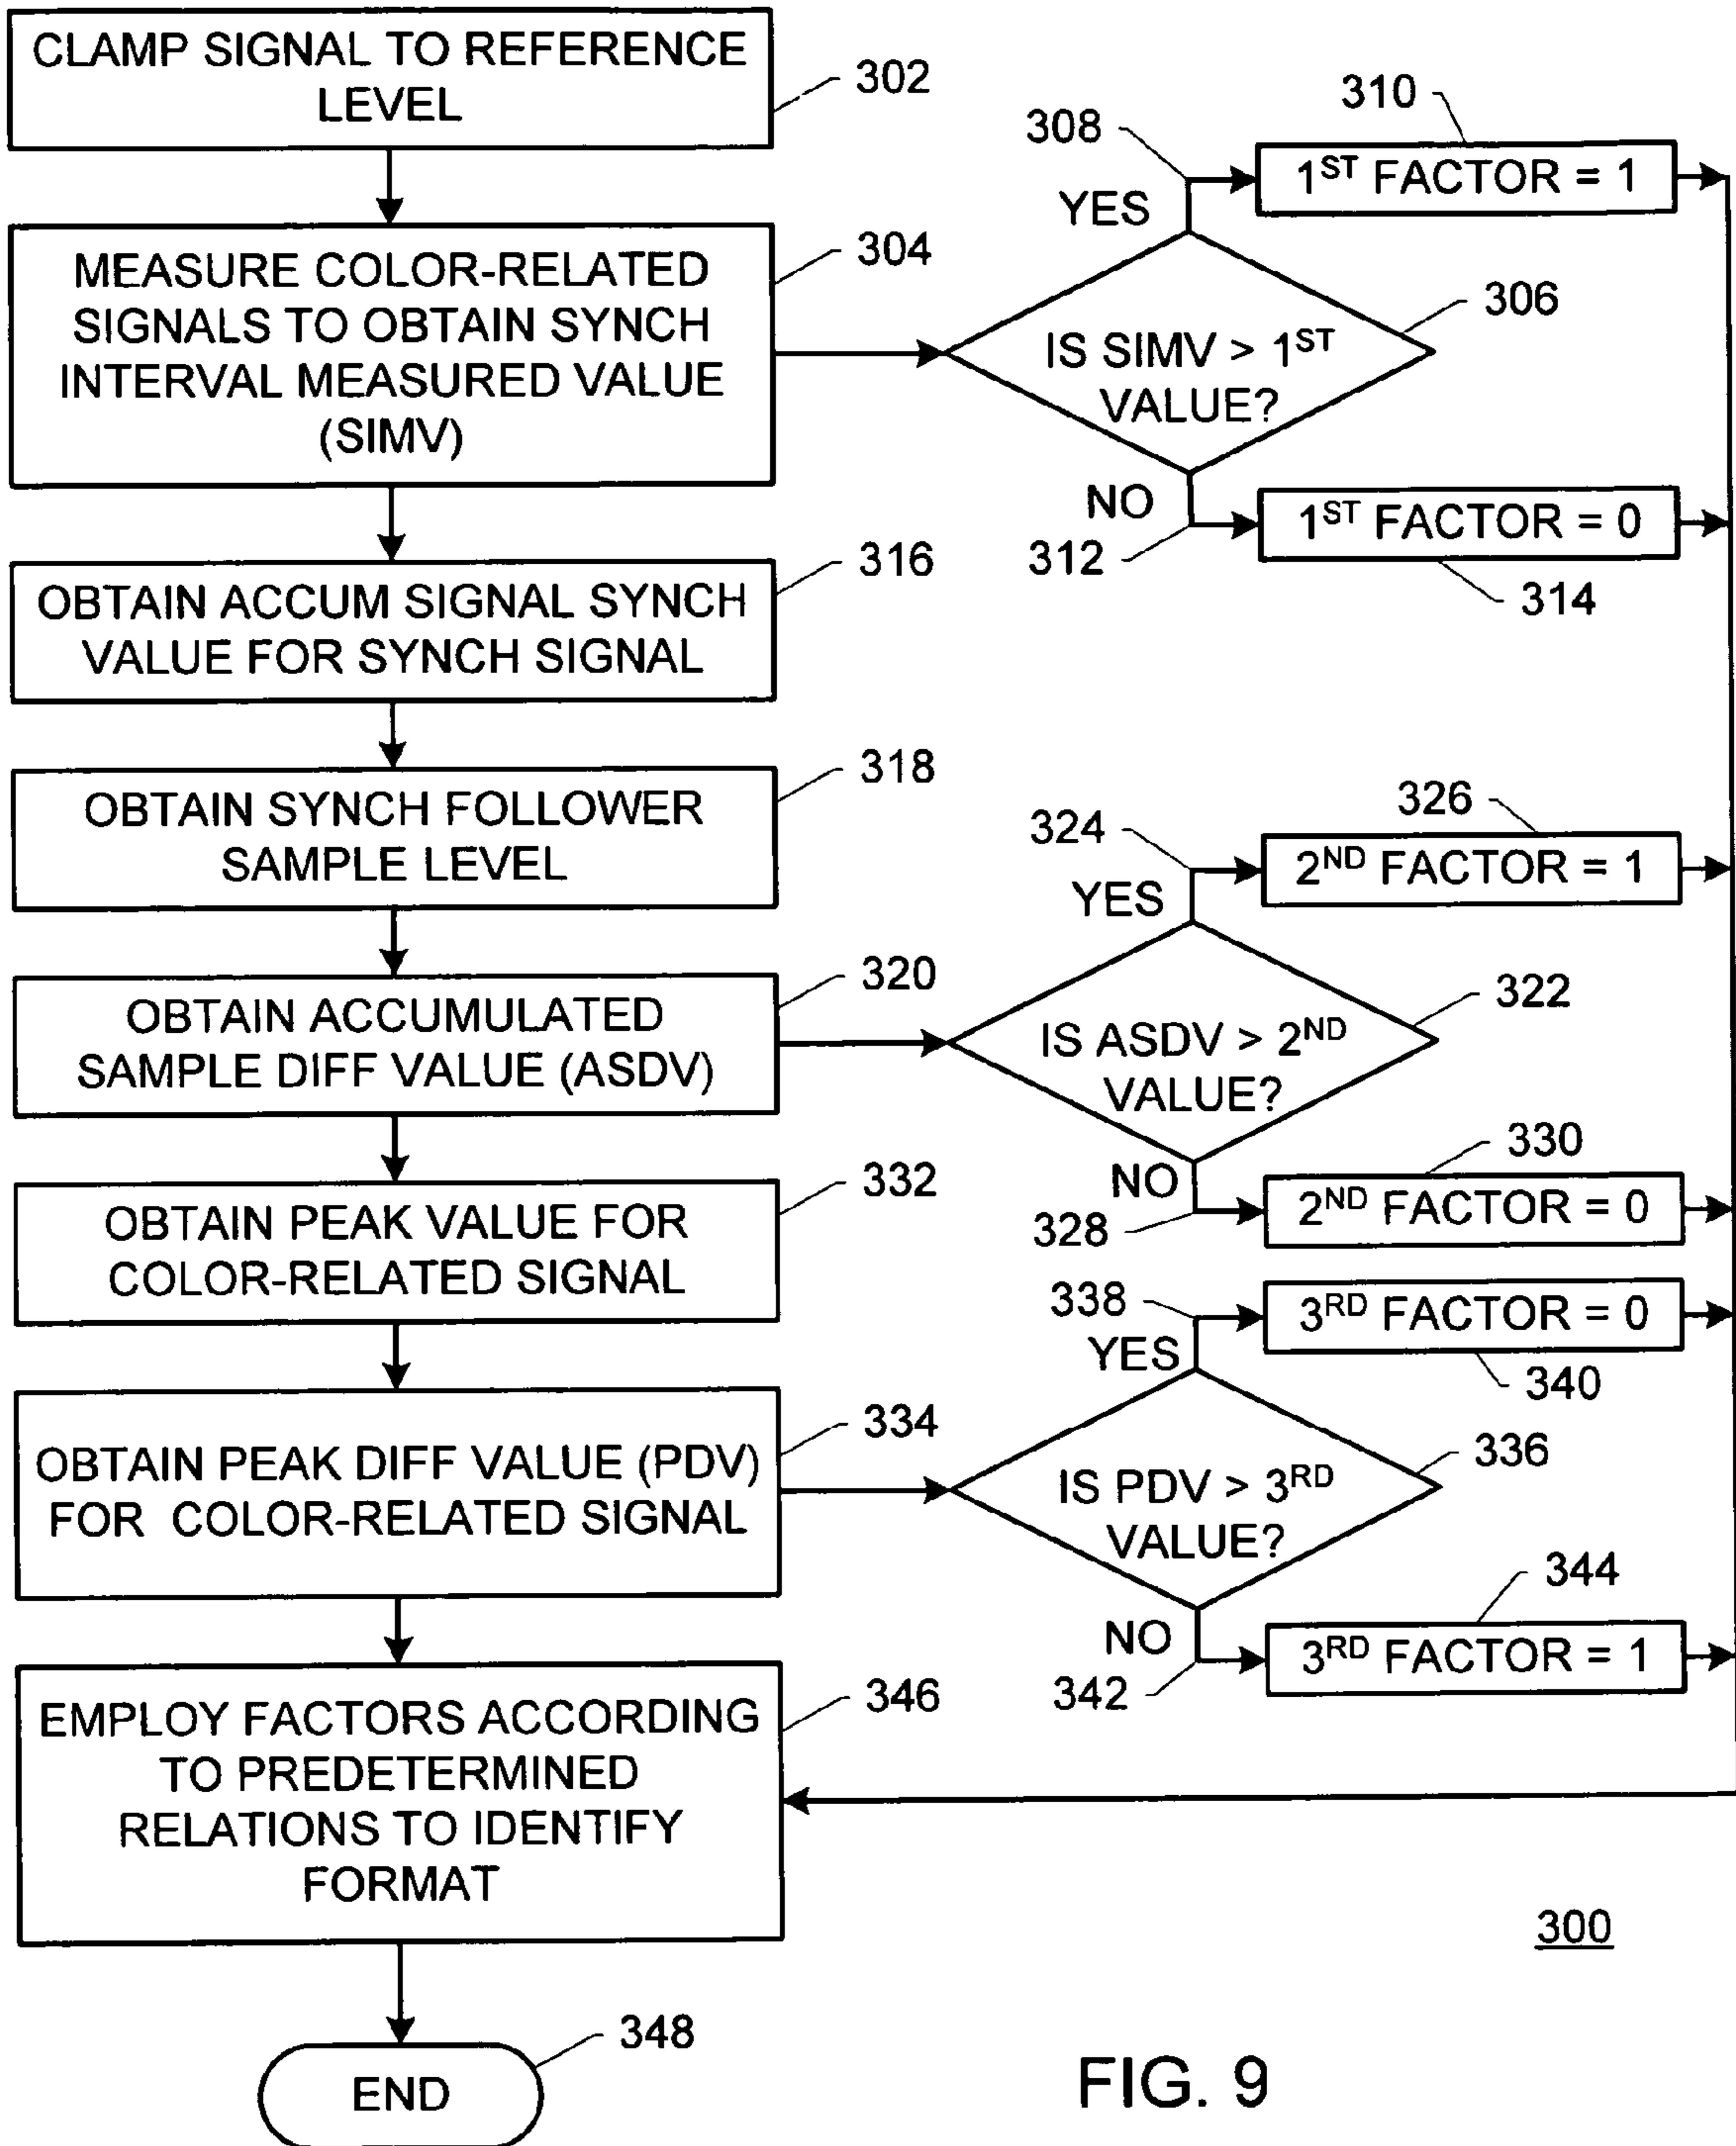 CLAMP SIGNAL TO REFERENCE
LEVEL
302
MEASURE COLOR-RELATED
SIGNALS TO OBTAIN SYNCH
INTERVAL MEASURED VALUE
(SIMV)
304
308
YES
310
1ST FACTOR = 1
306
IS SIMV > 1ST
VALUE?
NO
312
1ST FACTOR = 0
314
OBTAIN ACCUM SIGNAL SYNCH
VALUE FOR SYNCH SIGNAL
316
OBTAIN SYNCH FOLLOWER
SAMPLE LEVEL
318
OBTAIN ACCUMULATED
SAMPLE DIFF VALUE (ASDV)
320
324
YES
326
2ND FACTOR = 1
322
IS ASDV > 2ND
VALUE?
NO
328
330
2ND FACTOR = 0
OBTAIN PEAK VALUE FOR
COLOR-RELATED SIGNAL
332
OBTAIN PEAK DIFF VALUE (PDV)
FOR COLOR-RELATED SIGNAL
334
338
YES
3RD FACTOR = 0
340
336
IS PDV > 3RD
VALUE?
NO
342
344
3RD FACTOR = 1
EMPLOY FACTORS ACCORDING
TO PREDETERMINED
RELATIONS TO IDENTIFY
FORMAT
346
300
END
348
FIG. 9